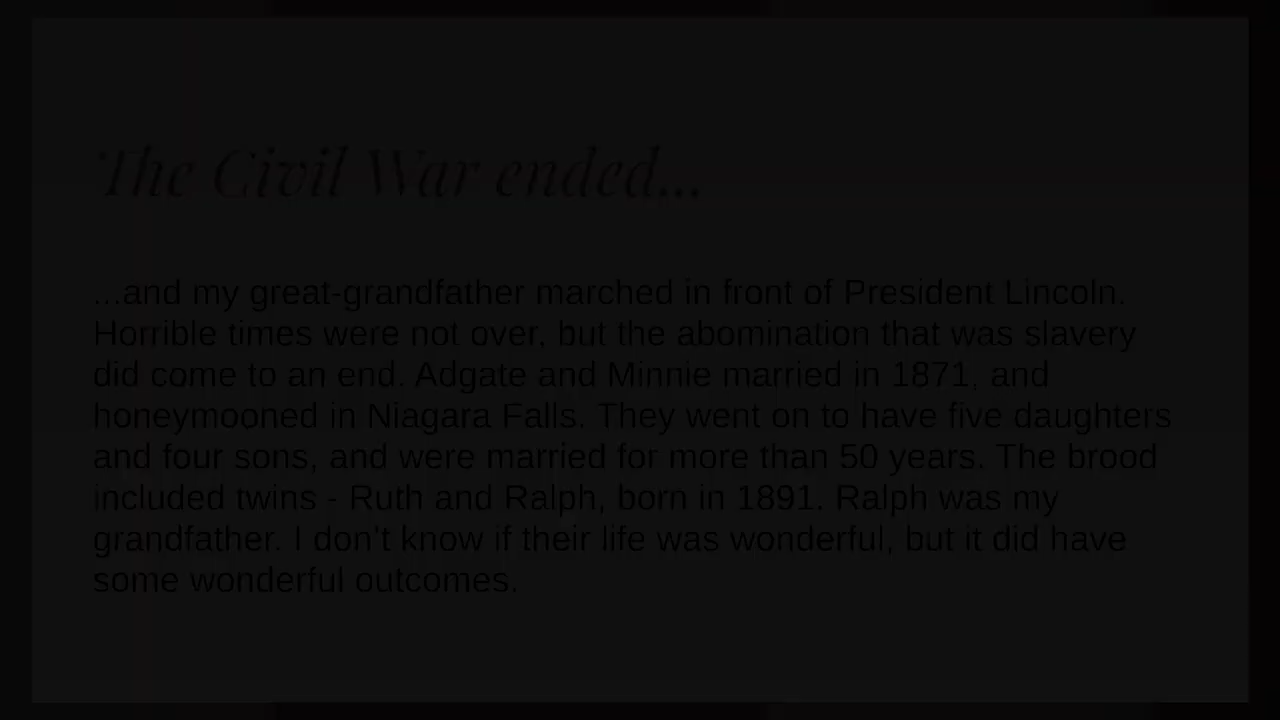 The Civil War ended...
...and my great-grandfather marched in front of President Lincoln.
Horrible times were not over, but the abomination that was slavery
did come to an end. Adgate and Minnie married in 1871, and
honeymooned in Niagara Falls. They went on to have five daughters
and four sons, and were married for more than 50 years. The brood
included twins - Ruth and Ralph, born in 1891. Ralph was my
grandfather. I don't know if their life was wonderful, but it did have
some wonderful outcomes.